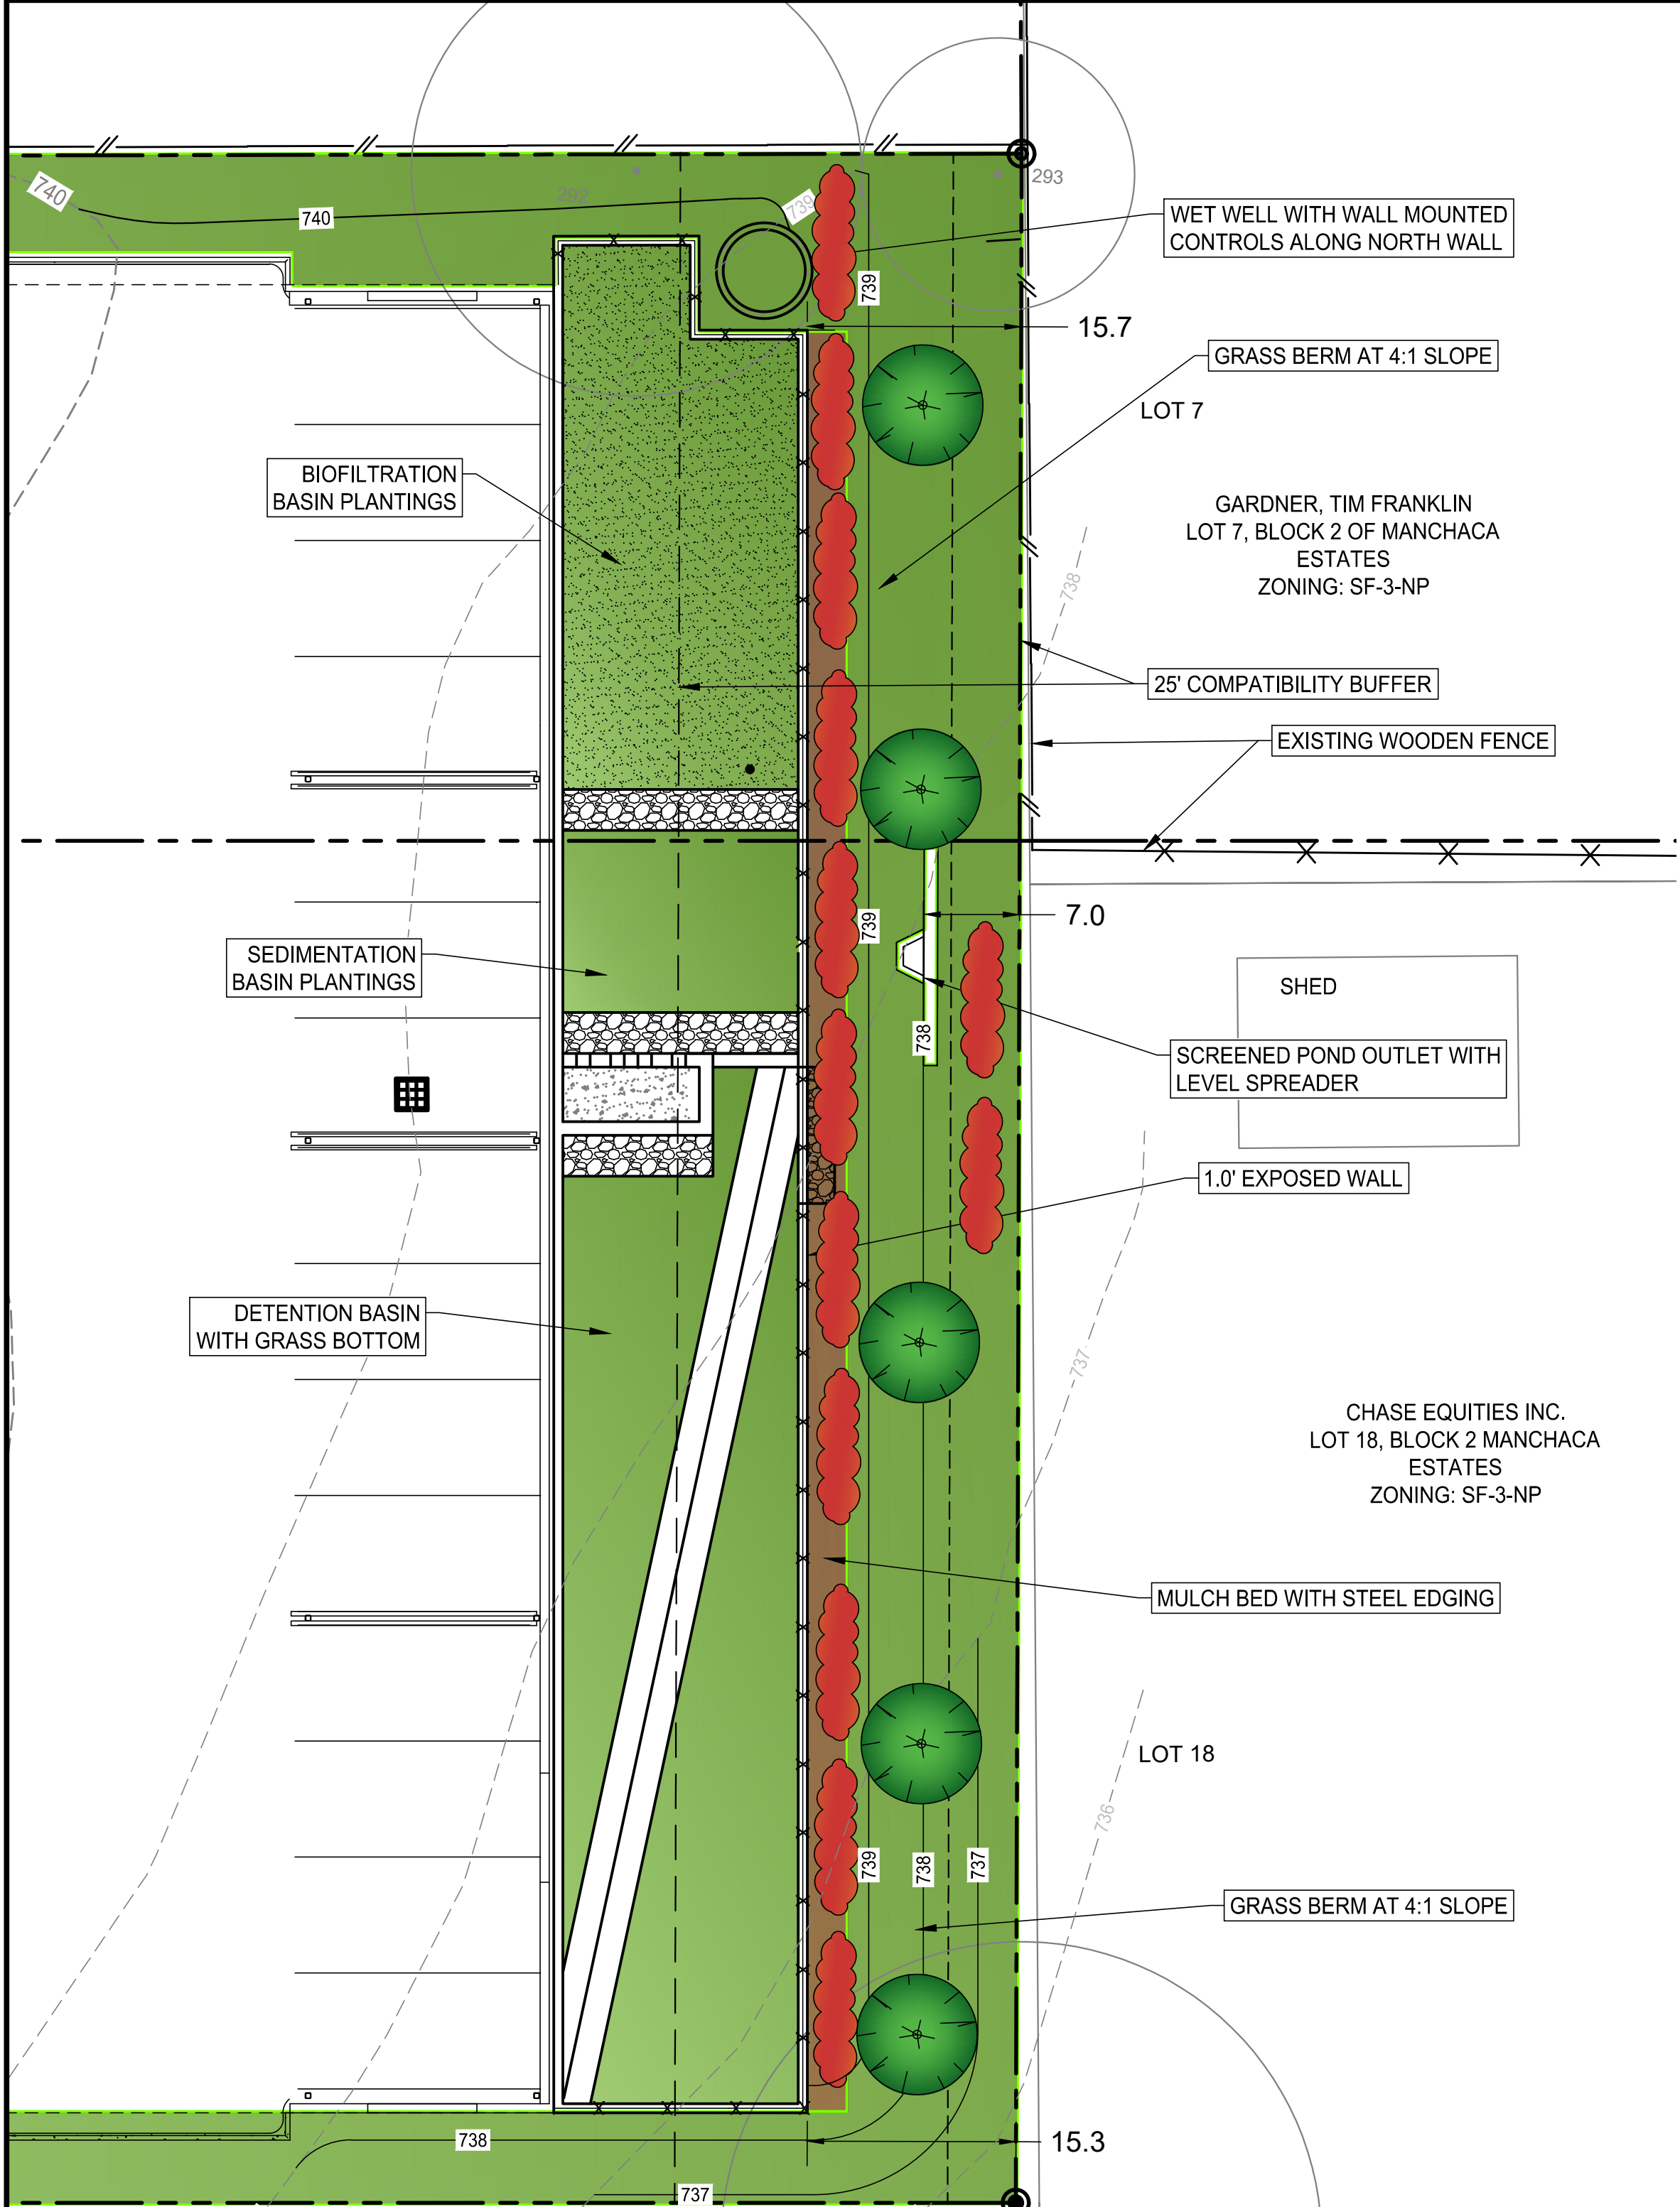 293
740
740
292
739
WET WELL WITH WALL MOUNTED
CONTROLS ALONG NORTH WALL
739
15.7
GRASS BERM AT 4:1 SLOPE
LOT 7
BIOFILTRATION
BASIN PLANTINGS
GARDNER, TIM FRANKLIN
LOT 7, BLOCK 2 OF MANCHACA
ESTATES
ZONING: SF-3-NP
738
25' COMPATIBILITY BUFFER
EXISTING WOODEN FENCE
7.0
739
SEDIMENTATION
BASIN PLANTINGS
SHED
738
SCREENED POND OUTLET WITH
LEVEL SPREADER
1.0' EXPOSED WALL
DETENTION BASIN
WITH GRASS BOTTOM
737
CHASE EQUITIES INC.
LOT 18, BLOCK 2 MANCHACA
ESTATES
ZONING: SF-3-NP
MULCH BED WITH STEEL EDGING
LOT 18
736
739
738
737
GRASS BERM AT 4:1 SLOPE
738
15.3
737